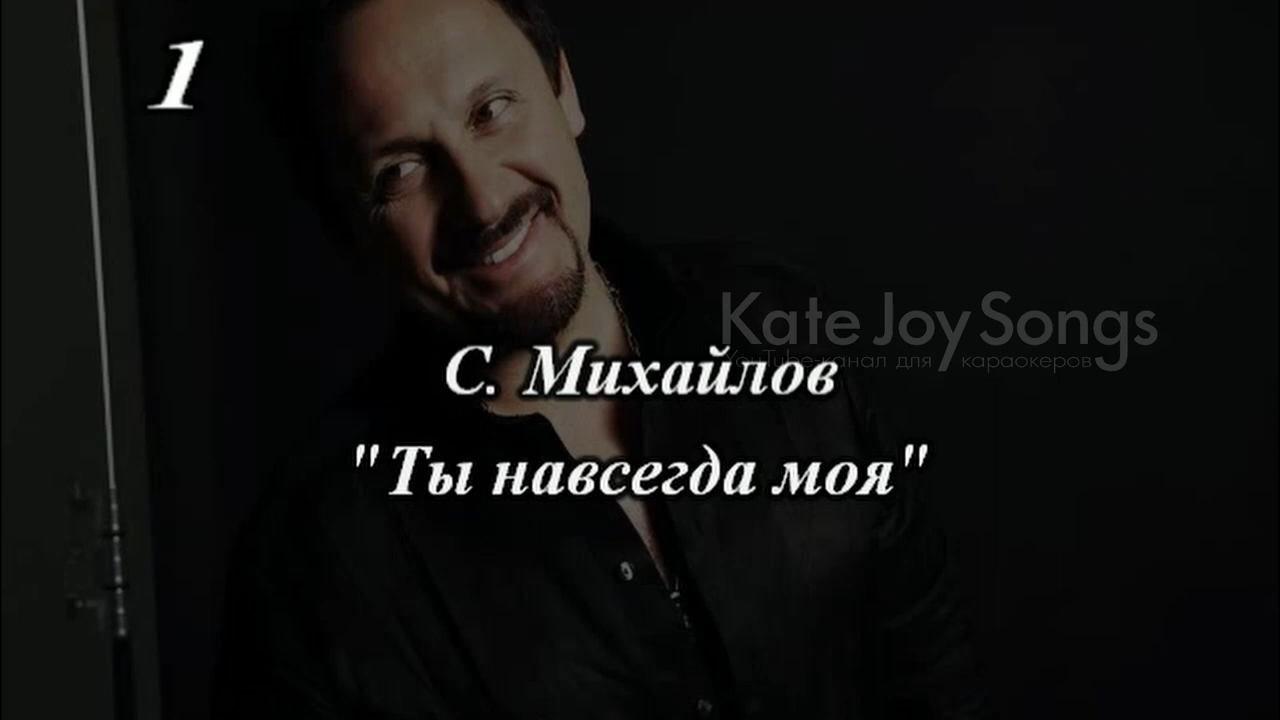 1
Kate Joy Songs
YouTube-канал для караокеров
С. Михайлов
"Ты навсегда моя"